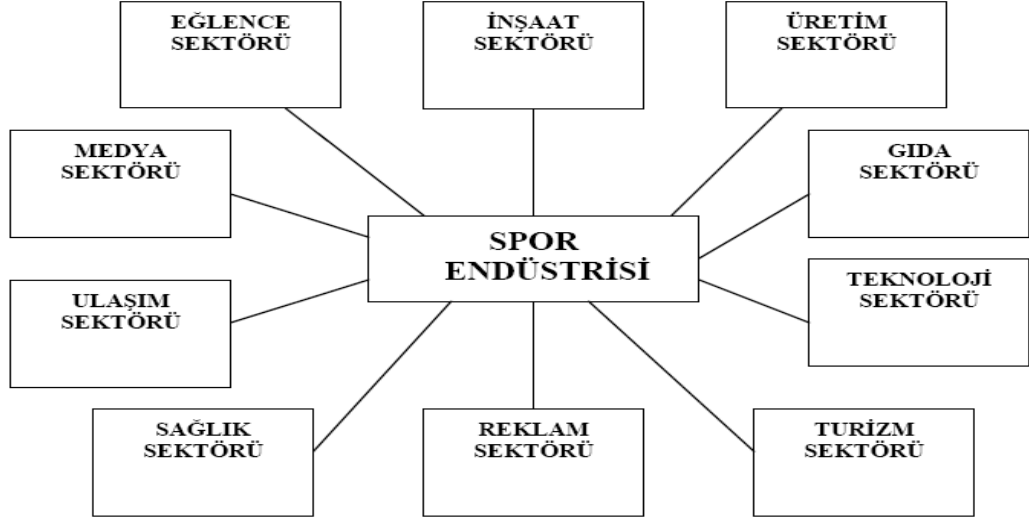 EĞLENCE
SEKTÖRÜ
İNŞAAT
SEKTÖRÜ
ÜRETİM
SEKTÖRÜ
MEDYA
SEKTÖRÜ
GIDA
SEKTÖRÜ
SPOR
ENDÜSTRİSİ
ULAŞIM
SEKTÖRÜ
TEKNOLOJİ
SEKTÖRÜ
SAĞLIK
SEKTÖRÜ
REKLAM
SEKTÖRÜ
TURİZM
SEKTÖRÜ